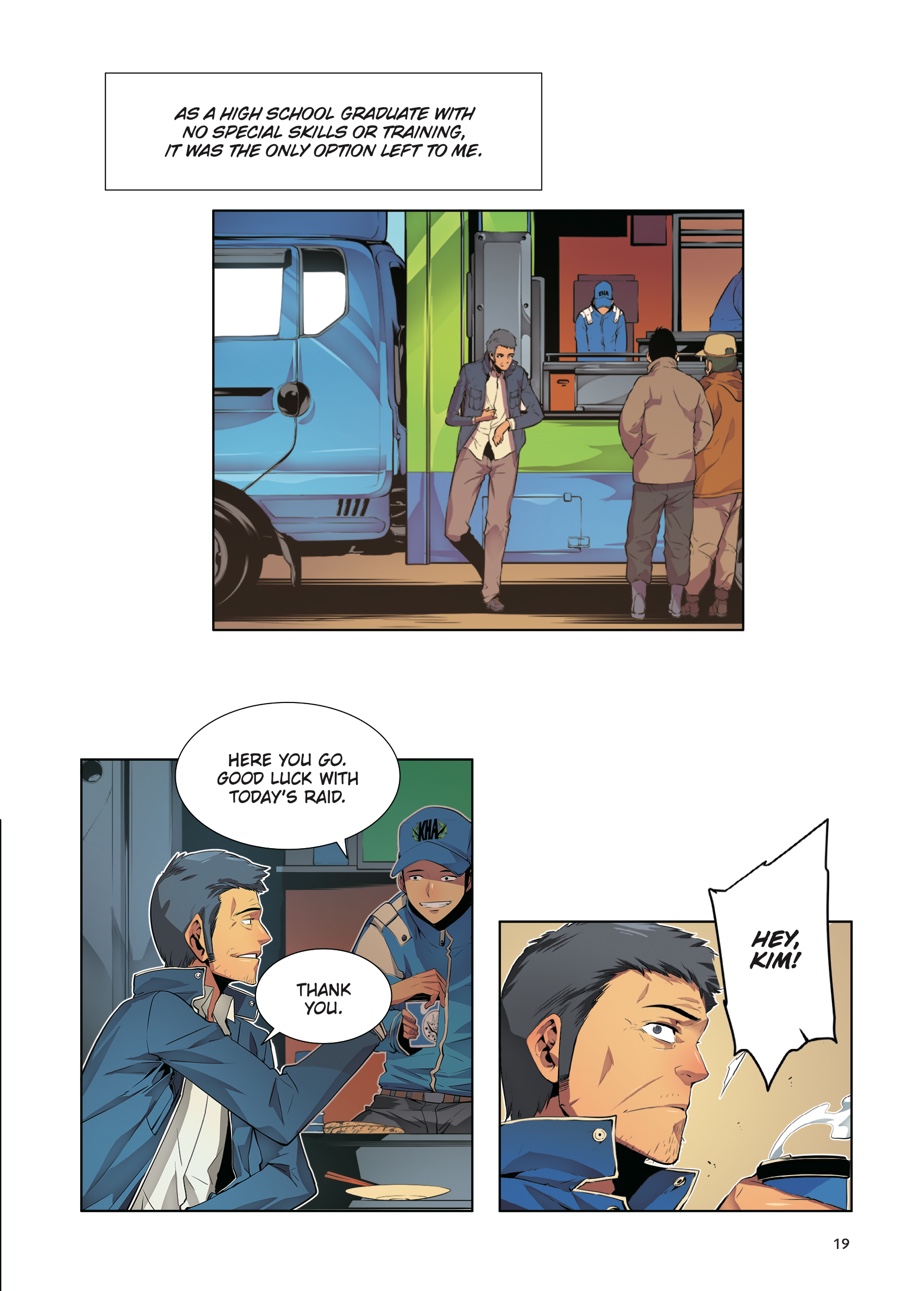 AS A HIGH SCHOOL GRADUATE WITH
NO SPECIAL SKILLS OR TRAINING,
IT WAS THE ONLY OPTION LEFT TO ME.
KHA
HERE YOU GO.
GOOD LUCK WITH
TODAY'S RAID.
KHA
THANK
YOU.
HEY,
KIM!
19